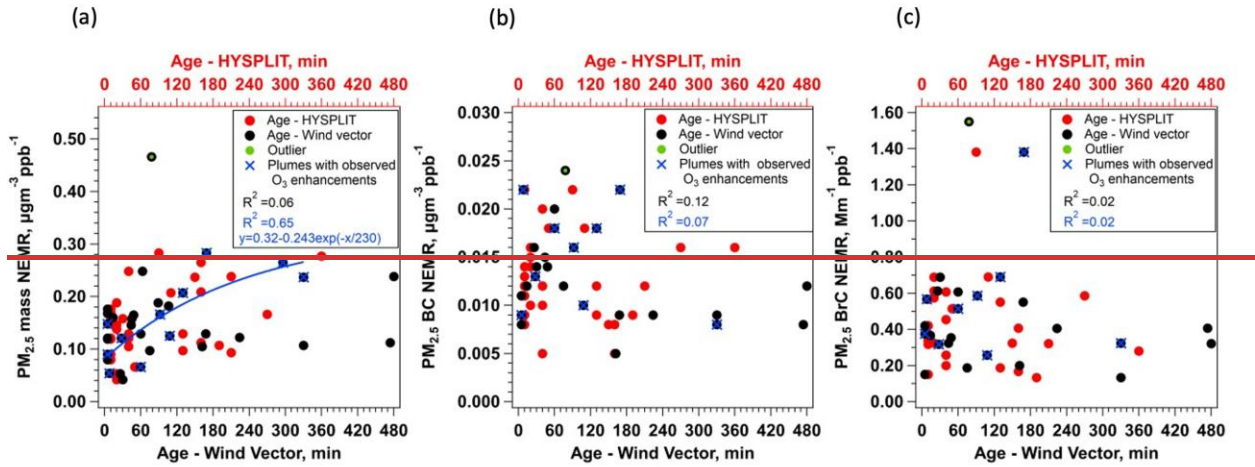 (a)
Age - HYSPLIT, min
0 60 120 180 240 300 360 420 480
PM2.5 mass NEMR, µgm-3 ppb-1
0.50
0.40
0.30
0.20
0.10
0.00
Age - HYSPLIT
Age - Wind vector
Outlier
Plumes with observed
O3 enhancements
R2 =0.06
R2 =0.65
y=0.32-0.243exp(-x/230)
0 60 120 180 240 300 360 420 480
Age - Wind Vector, min
(b)
Age - HYSPLIT, min
0 60 120 180 240 300 360 420 480
PM2.5 BC NEMR, µgm-3 ppb-1
0.030
0.025
0.020
0.015
0.010
0.005
0.000
Age - HYSPLIT
Age - Wind vector
Outlier
Plumes with observed
O3 enhancements
R2 =0.12
R2 =0.07
0 60 120 180 240 300 360 420 480
Age - Wind Vector, min
(c)
Age - HYSPLIT, min
0 60 120 180 240 300 360 420 480
PM2.5 BrC NEMR, Mm-1 ppb-1
1.60
1.40
1.20
1.00
0.80
0.60
0.40
0.20
0.00
Age - HYSPLIT
Age - Wind vector
Outlier
Plumes with observed
O3 enhancements
R2 =0.02
R2 =0.02
0 60 120 180 240 300 360 420 480
Age - Wind Vector, min